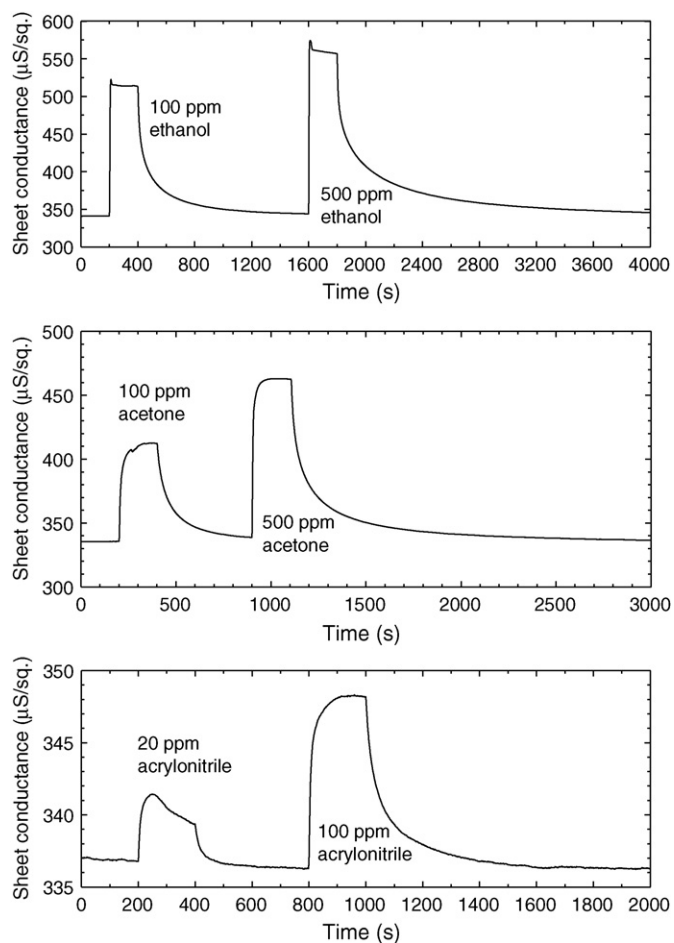 Sheet conductance (μS/sq.)
600
550
500
450
400
350
300
100 ppm
ethanol
500 ppm
ethanol
0 400 800 1200 1600 2000 2400 2800 3200 3600 4000
Time (s)
Sheet conductance (μS/sq.)
500
450
400
350
300
100 ppm
acetone
500 ppm
acetone
0 500 1000 1500 2000 2500 3000
Time (s)
Sheet conductance (μS/sq.)
350
345
340
335
20 ppm
acrylonitrile
100 ppm
acrylonitrile
0 200 400 600 800 1000 1200 1400 1600 1800 2000
Time (s)